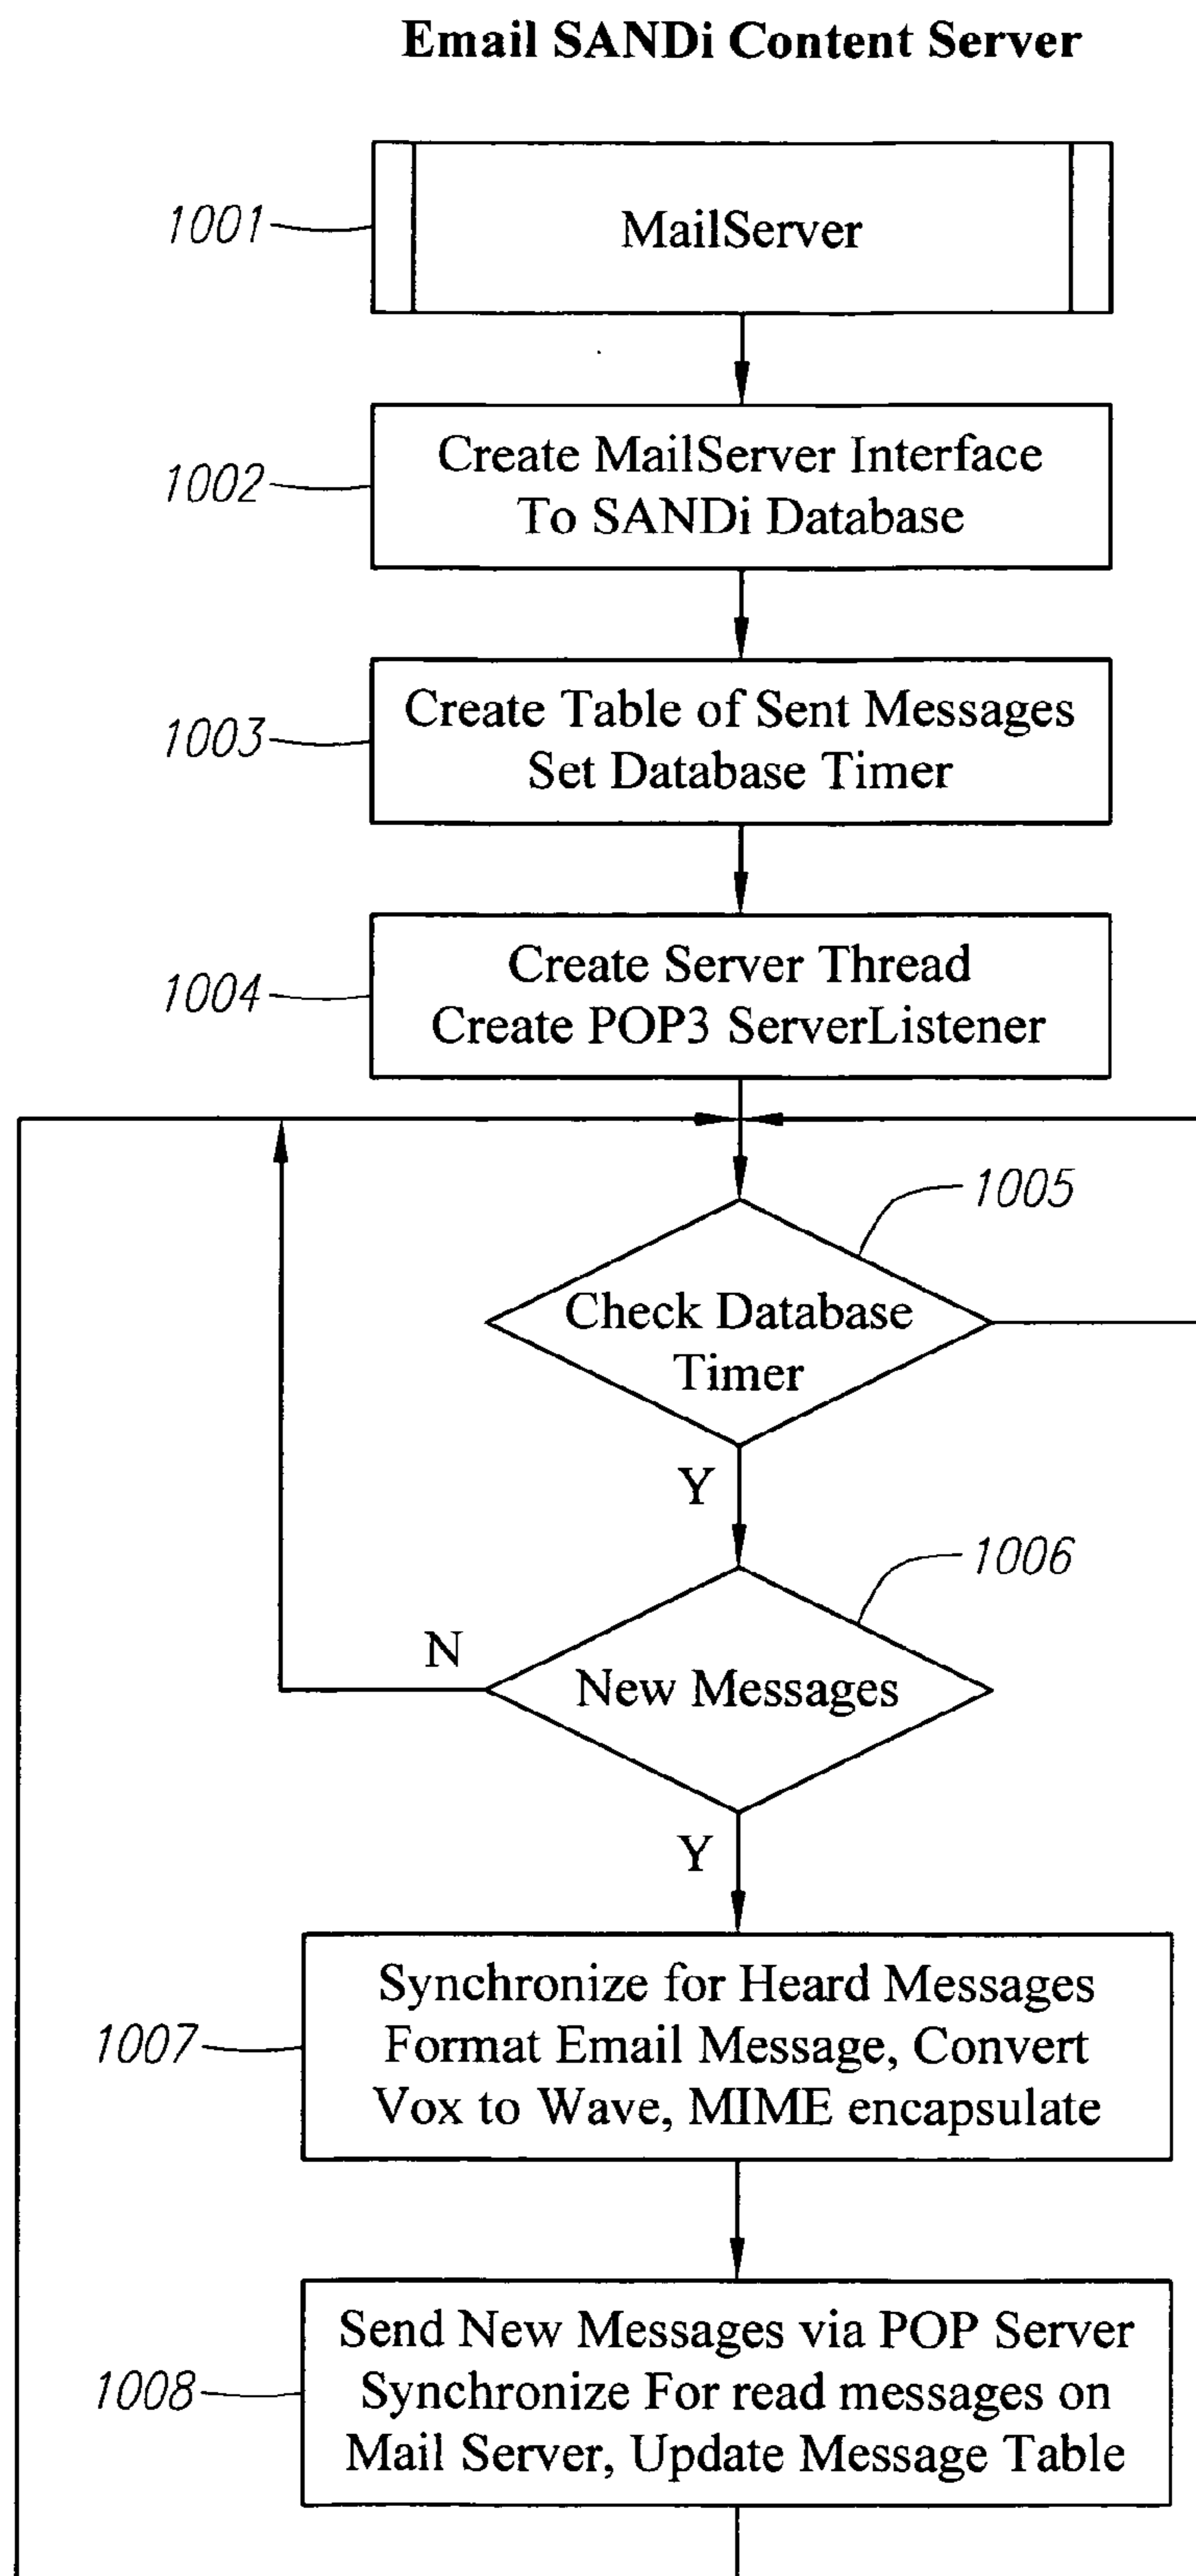 Email SANDi Content Server
1001
MailServer
1002
Create MailServer Interface
To SANDi Database
1003
Create Table of Sent Messages
Set Database Timer
1004
Create Server Thread
Create POP3 ServerListener
1005
Check Database
Timer
Y
1006
N
New Messages
Y
1007
Synchronize for Heard Messages
Format Email Message, Convert
Vox to Wave, MIME encapsulate
1008
Send New Messages via POP Server
Synchronize For read messages on
Mail Server, Update Message Table